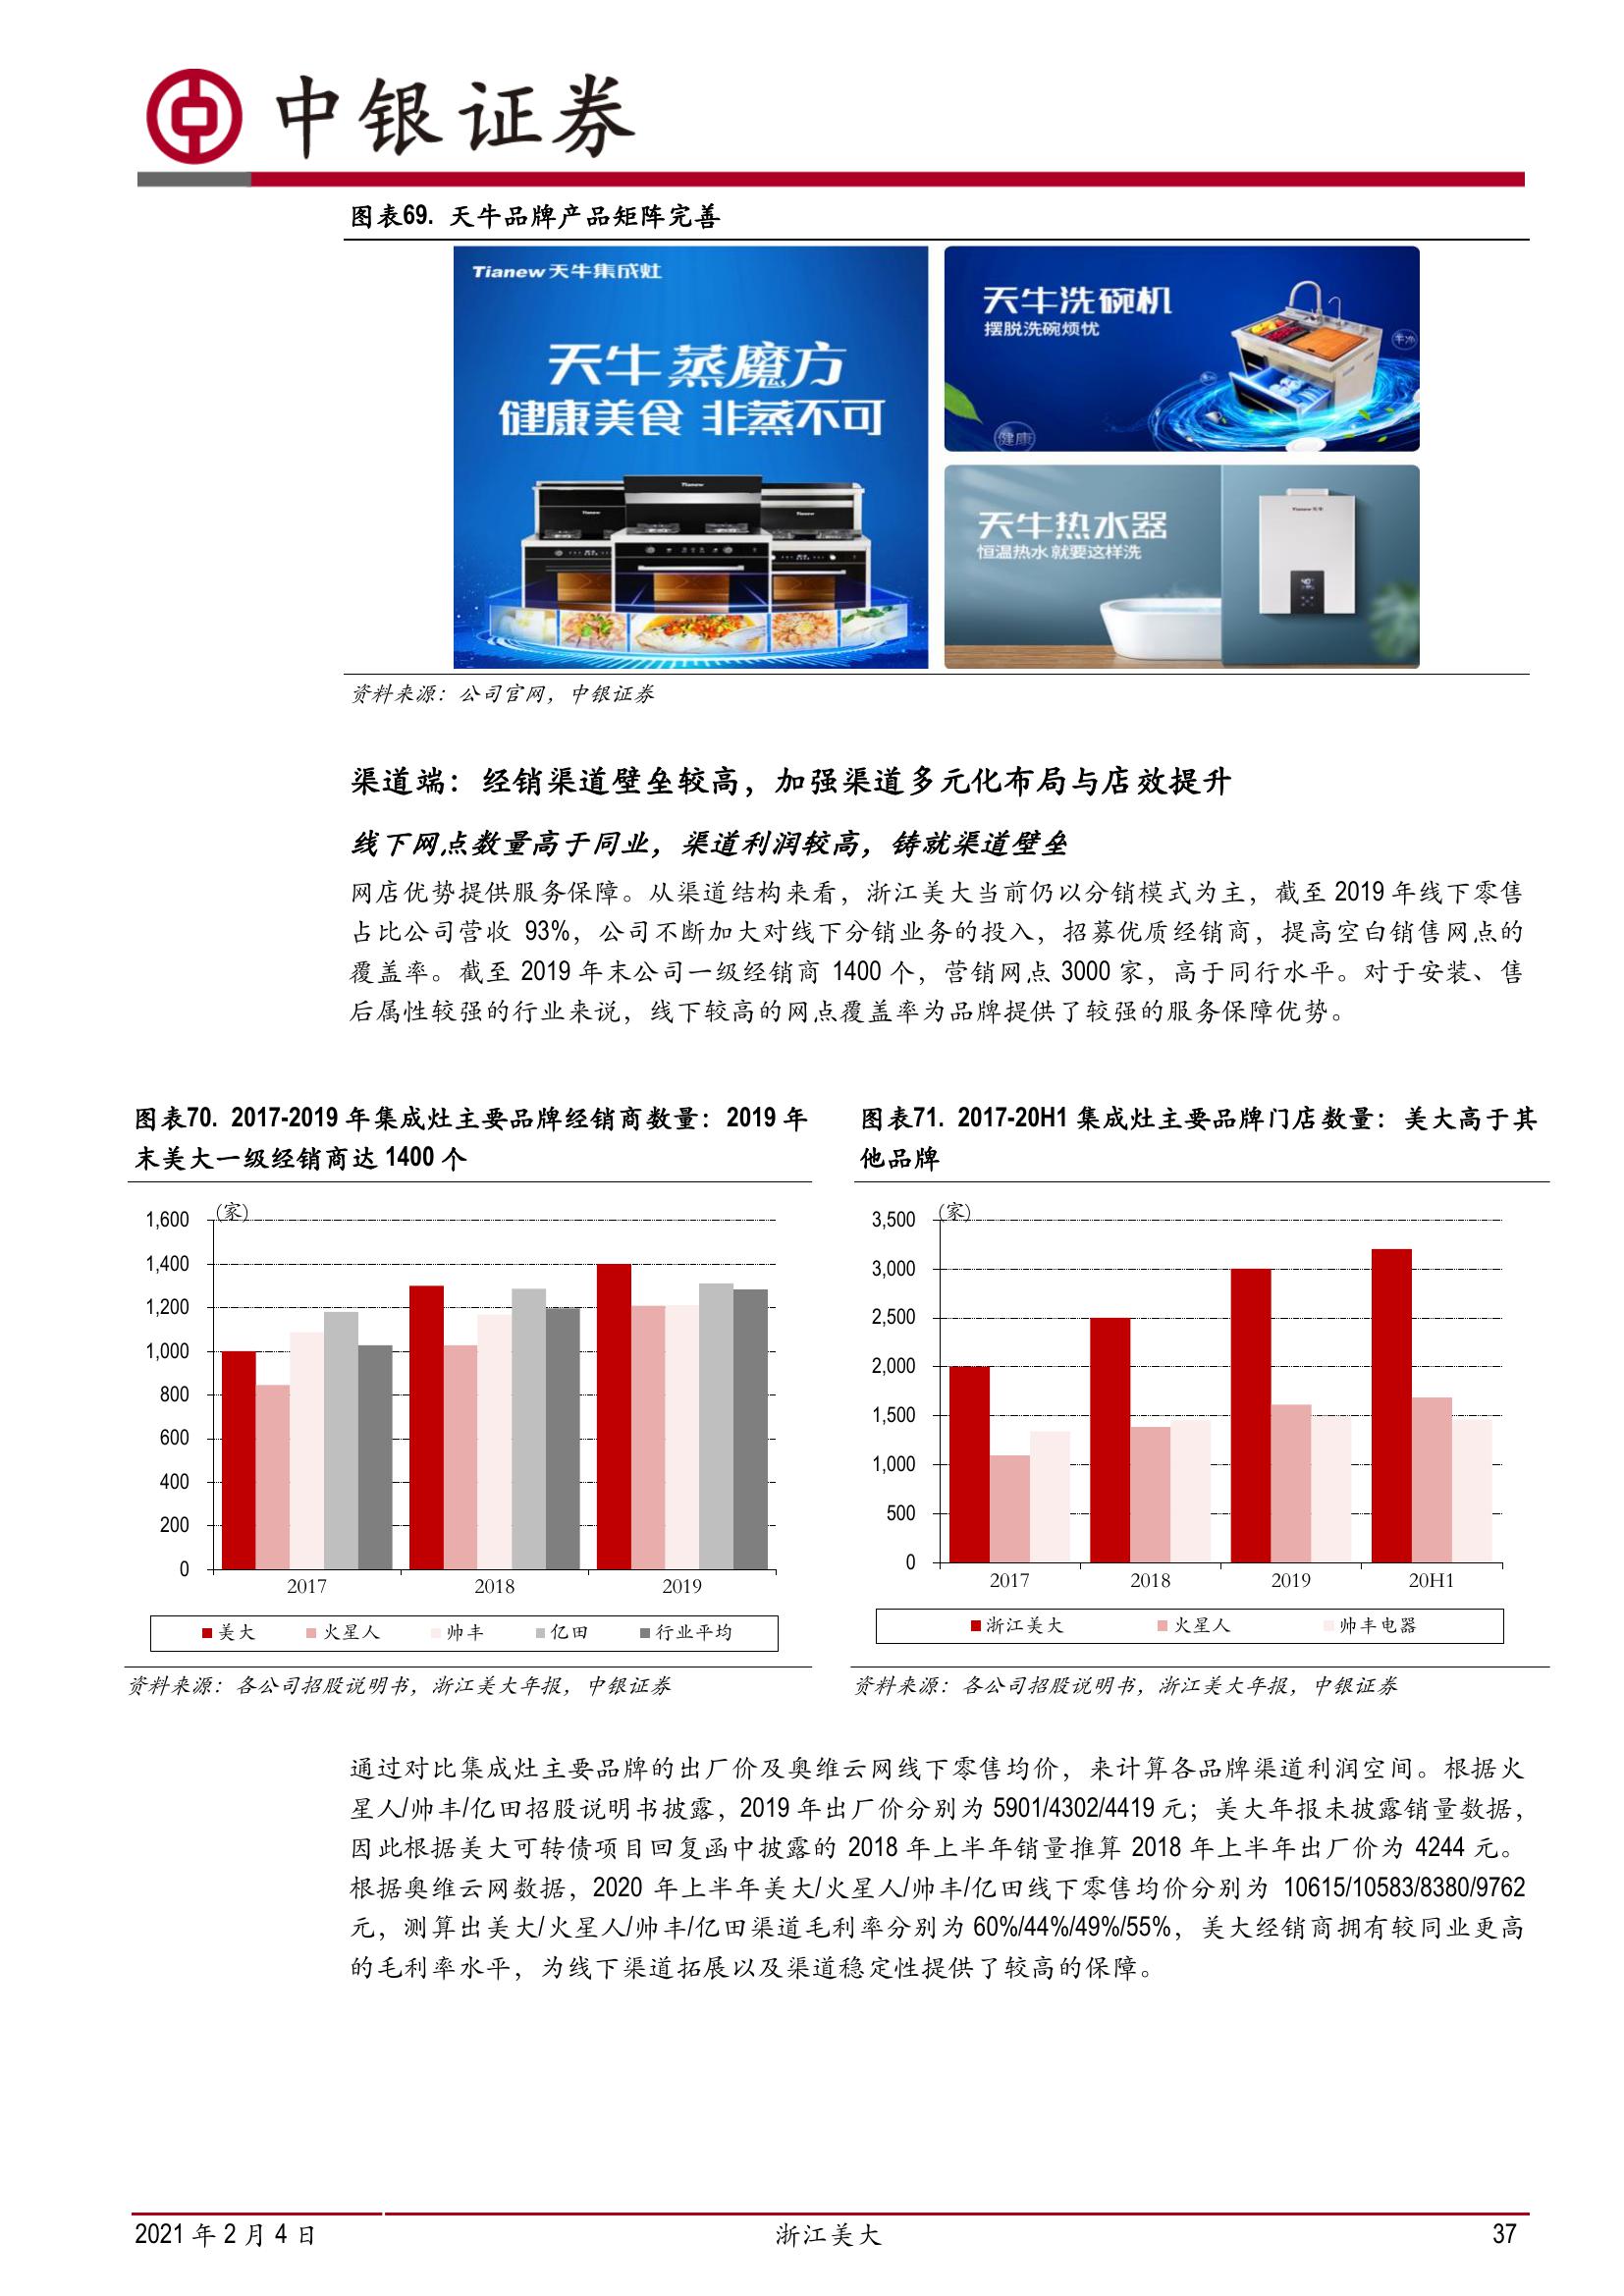 中银证券
图表69. 天牛品牌产品矩阵完善
Tianew天牛集成灶
天牛蒸魔方
健康美食 非蒸不可
天牛洗碗机
摆脱洗碗烦忧
健康
天牛热水器
恒温热水 就要这样洗
资料来源：公司官网，中银证券
渠道端：经销渠道壁垒较高，加强渠道多元化布局与店效提升
线下网点数量高于同业，渠道利润较高，铸就渠道壁垒
网店优势提供服务保障。从渠道结构来看，浙江美大当前仍以分销模式为主，截至 2019 年线下零售
占比公司营收 93%，公司不断加大对线下分销业务的投入，招募优质经销商，提高空白销售网点的
覆盖率。截至 2019 年末公司一级经销商 1400 个，营销网点 3000 家，高于同行水平。对于安装、售
后属性较强的行业来说，线下较高的网点覆盖率为品牌提供了较强的服务保障优势。
图表70. 2017-2019 年集成灶主要品牌经销商数量：2019 年
末美大一级经销商达 1400 个
(家)
1,600
1,400
1,200
1,000
800
600
400
200
0
2017 2018 2019
美大 火星人 帅丰 亿田 行业平均
资料来源：各公司招股说明书，浙江美大年报，中银证券
图表71. 2017-20H1 集成灶主要品牌门店数量：美大高于其
他品牌
(家)
3,500
3,000
2,500
2,000
1,500
1,000
500
0
2017 2018 2019 20H1
浙江美大 火星人 帅丰电器
资料来源：各公司招股说明书，浙江美大年报，中银证券
通过对比集成灶主要品牌的出厂价及奥维云网线下零售均价，来计算各品牌渠道利润空间。根据火
星人/帅丰/亿田招股说明书披露，2019 年出厂价分别为 5901/4302/4419 元；美大年报未披露销量数据，
因此根据美大可转债项目回复函中披露的 2018 年上半年销量推算 2018 年上半年出厂价为 4244 元。
根据奥维云网数据，2020 年上半年美大/火星人/帅丰/亿田线下零售均价分别为 10615/10583/8380/9762
元，测算出美大/火星人/帅丰/亿田渠道毛利率分别为 60%/44%/49%/55%，美大经销商拥有较同业更高
的毛利率水平，为线下渠道拓展以及渠道稳定性提供了较高的保障。
2021 年 2 月 4 日 浙江美大 37